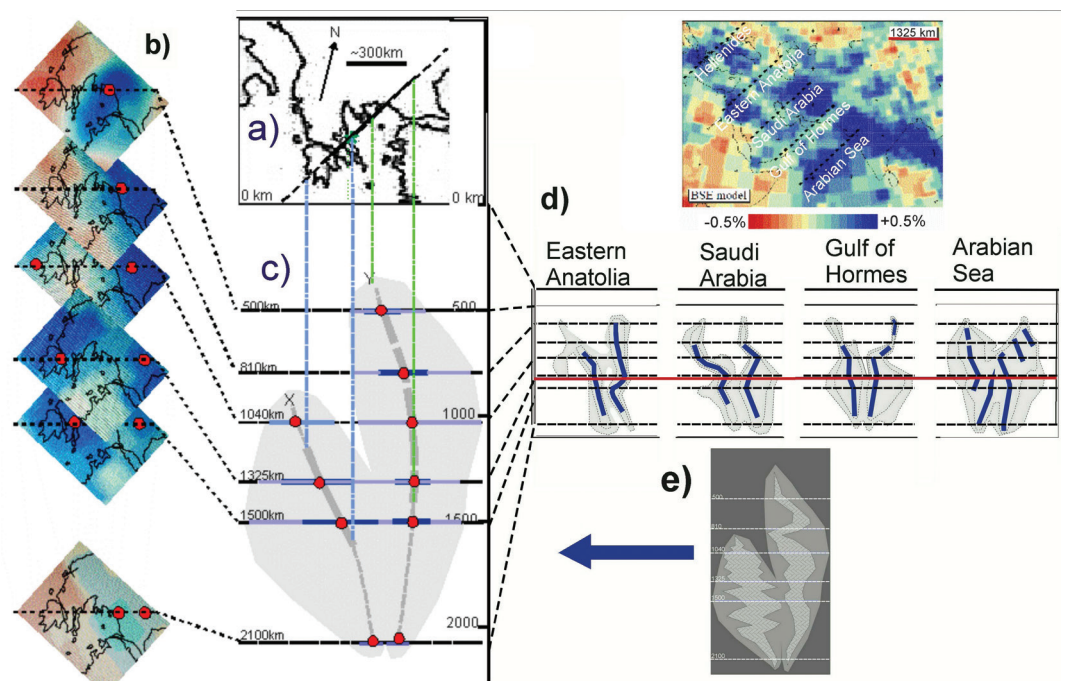 b)
N
~300km
a)
0 km
0 km
c)
Y
X
500km
500
810km
1040km
1000
1325km
1500km
1500
2000
2100km
d)
1325 km
Hellenides
Eastern Anatolia
Saudi Arabia
Gulf of Hormes
Arabian Sea
BSE model
-0.5%
+0.5%
Eastern
Anatolia
Saudi
Arabia
Gulf of
Hormes
Arabian
Sea
e)
500
810
1040
1325
1500
2100